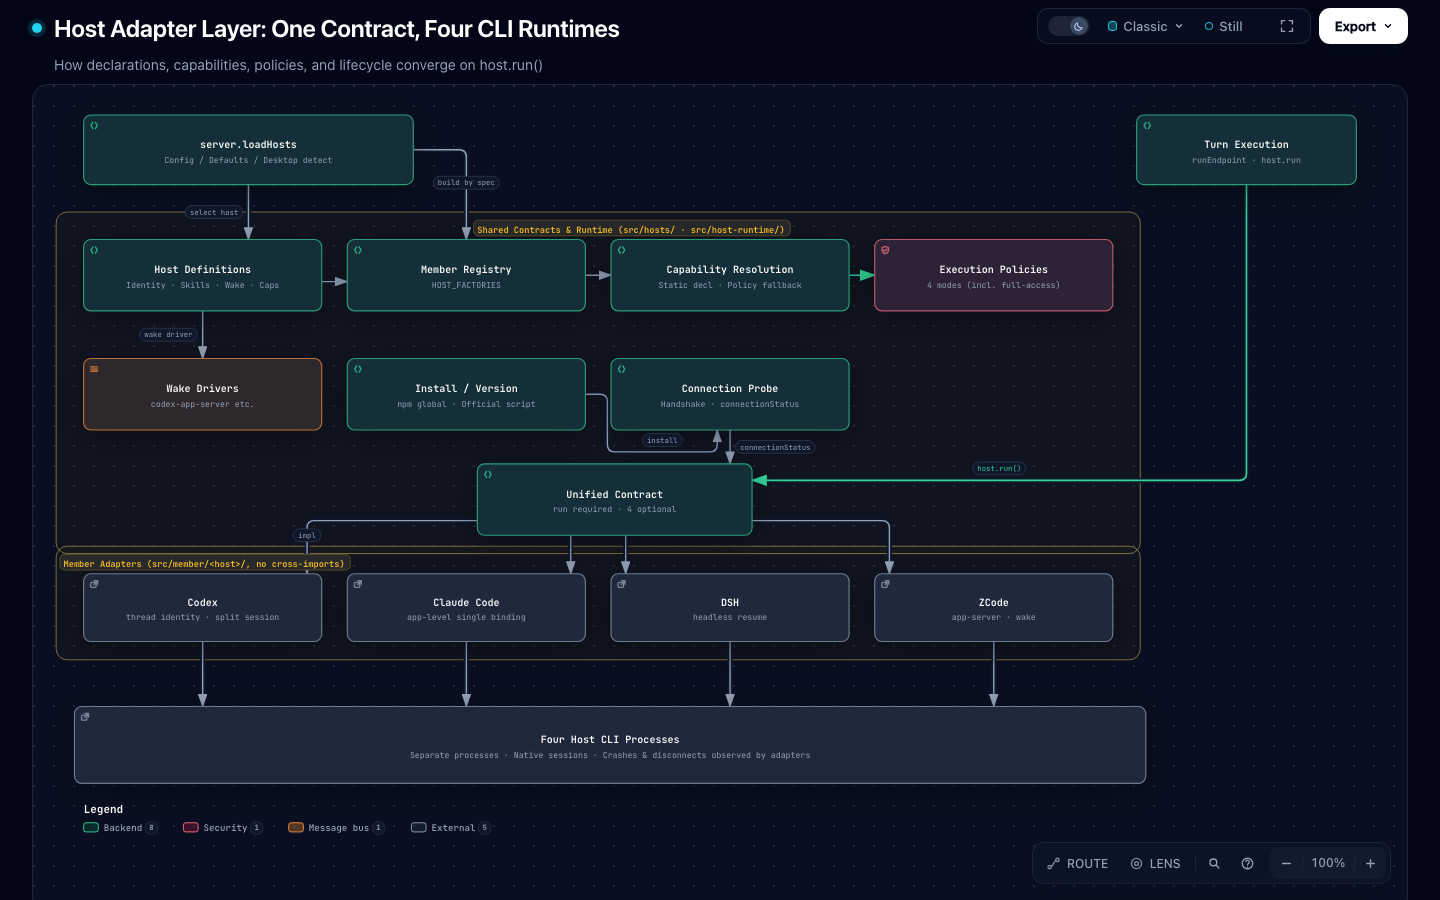 Host Adapter Layer: One Contract, Four CLI Runtimes
How declarations, capabilities, policies, and lifecycle converge on host.run()
Classic
Still
Export
server.loadHosts
Config / Defaults / Desktop detect
Turn Execution
runEndpoint · host.run
build by spec
select host
Shared Contracts & Runtime (src/hosts/ · src/host-runtime/)
Host Definitions
Identity · Skills · Wake · Caps
Member Registry
HOST_FACTORIES
Capability Resolution
Static decl · Policy fallback
Execution Policies
4 modes (incl. full-access)
wake driver
Wake Drivers
codex-app-server etc.
Install / Version
npm global · Official script
Connection Probe
Handshake · connectionStatus
install
connectionStatus
host.run()
Unified Contract
run required · 4 optional
impl
Member Adapters (src/member/<host>/, no cross-imports)
Codex
thread identity · split session
Claude Code
app-level single binding
DSH
headless resume
ZCode
app-server · wake
Four Host CLI Processes
Separate processes · Native sessions · Crashes & disconnects observed by adapters
Legend
Backend 8
Security 1
Message bus 1
External 5
ROUTE
LENS
100%